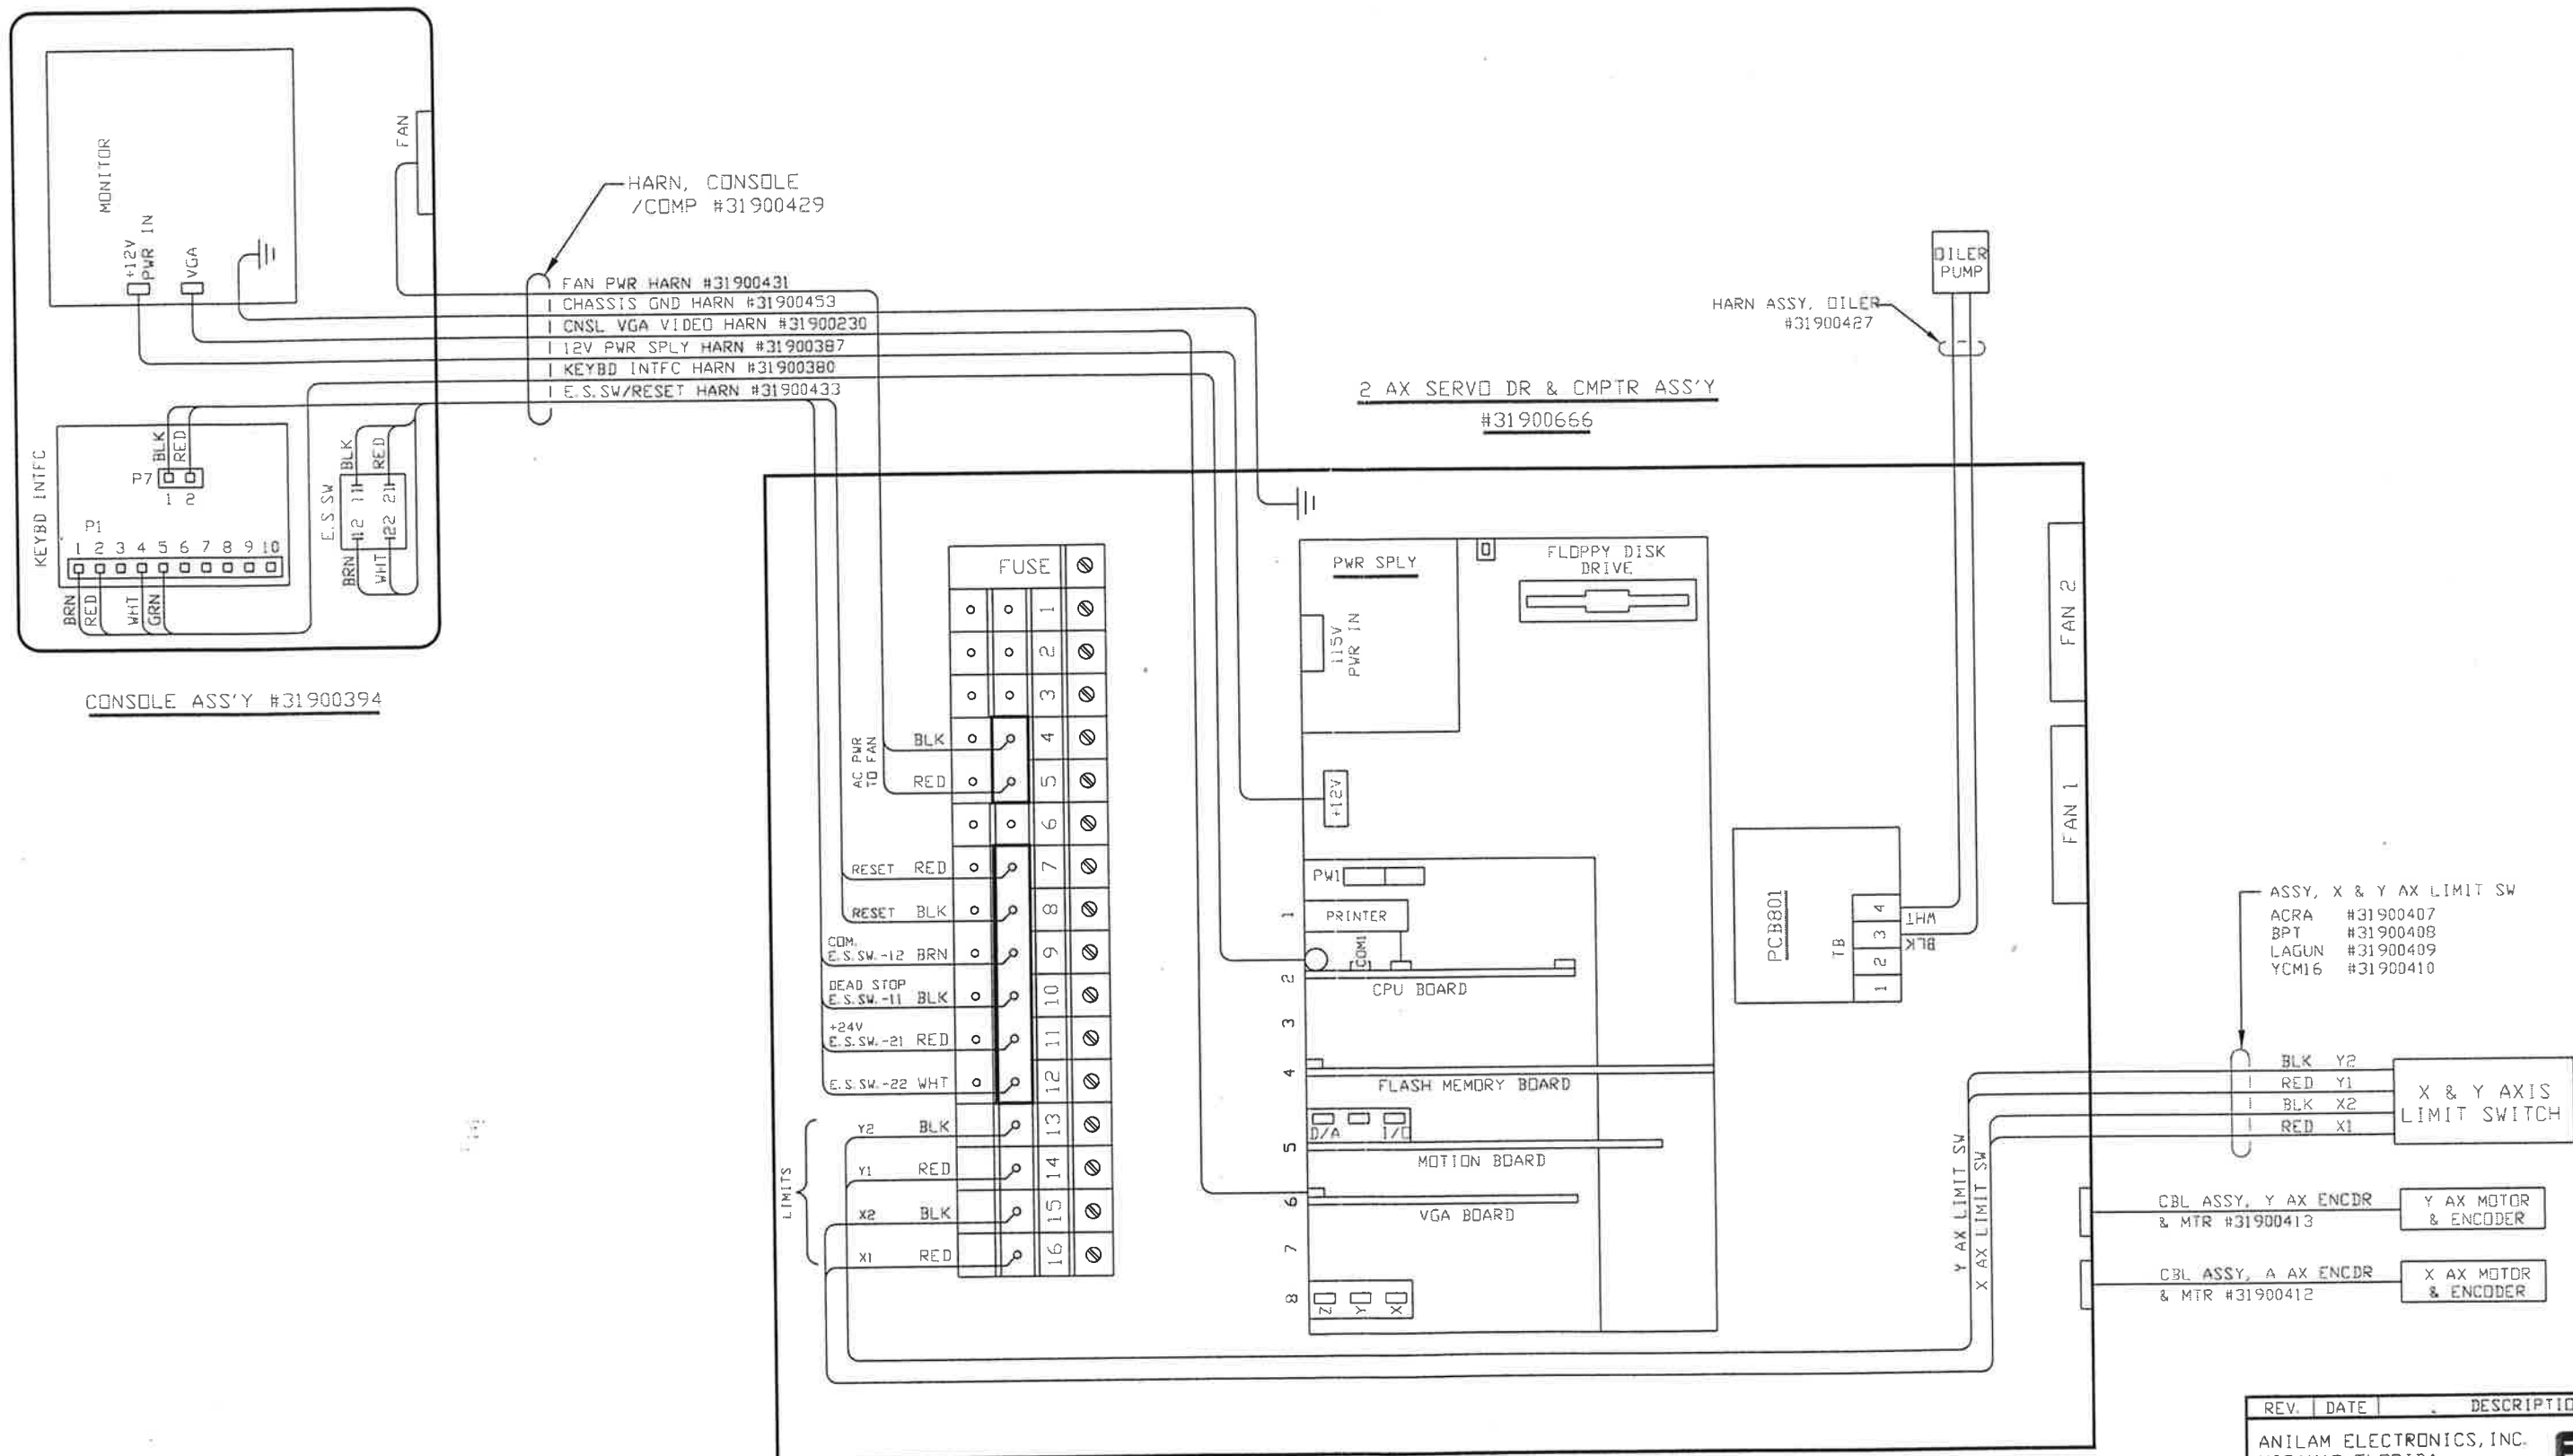 MONITOR
+12V
PWR IN
VGA
FAN
HARN, CONSOLE
/COMP #31900429
FAN PWR HARN #31900431
CHASSIS GND HARN #31900453
CNSL VGA VIDEO HARN #31900230
12V PWR SPLY HARN #31900387
KEYBD INTFC HARN #31900380
E.S.SW/RESET HARN #31900433
KEYBD INTFC
BLK
RED
P7
1 2
P1
1 2 3 4 5 6 7 8 9 10
BRN
RED
WHT
GRN
E.S.SW
BLK
RED
11
21
12
22
BRN
WHT
CONSOLE ASS'Y #31900394
OILER
PUMP
HARN ASSY, OILER
#31900427
2 AX SERVO DR & CMPTR ASS'Y
#31900666
FUSE
1
2
3
AC PWR
TO FAN
BLK
4
RED
5
6
RESET RED
7
RESET BLK
8
COM.
E.S.SW.-12 BRN
9
DEAD STOP
E.S.SW.-11 BLK
10
+24V
E.S.SW.-21 RED
11
E.S.SW.-22 WHT
12
LIMITS
Y2 BLK
13
Y1 RED
14
X2 BLK
15
X1 RED
16
PWR SPLY
115V
PWR IN
FLOPPY DISK
DRIVE
+12V
PW1
1
PRINTER
COM1
2
CPU BOARD
3
4
FLASH MEMORY BOARD
D/A
I/O
5
MOTION BOARD
6
VGA BOARD
7
8
Z
Y
X
PCB801
TB
4
3
2
1
WHT
BLK
FAN 2
FAN 1
ASSY, X & Y AX LIMIT SW
ACRA #31900407
BPT #31900408
LAGUN #31900409
YCM16 #31900410
BLK Y2
RED Y1
BLK X2
RED X1
X & Y AXIS
LIMIT SWITCH
Y AX LIMIT SW
X AX LIMIT SW
CBL ASSY, Y AX ENCDR
& MTR #31900413
Y AX MOTOR
& ENCODER
CBL ASSY, A AX ENCDR
& MTR #31900412
X AX MOTOR
& ENCODER
REV. DATE
ANILAM ELECTRONICS, INC.